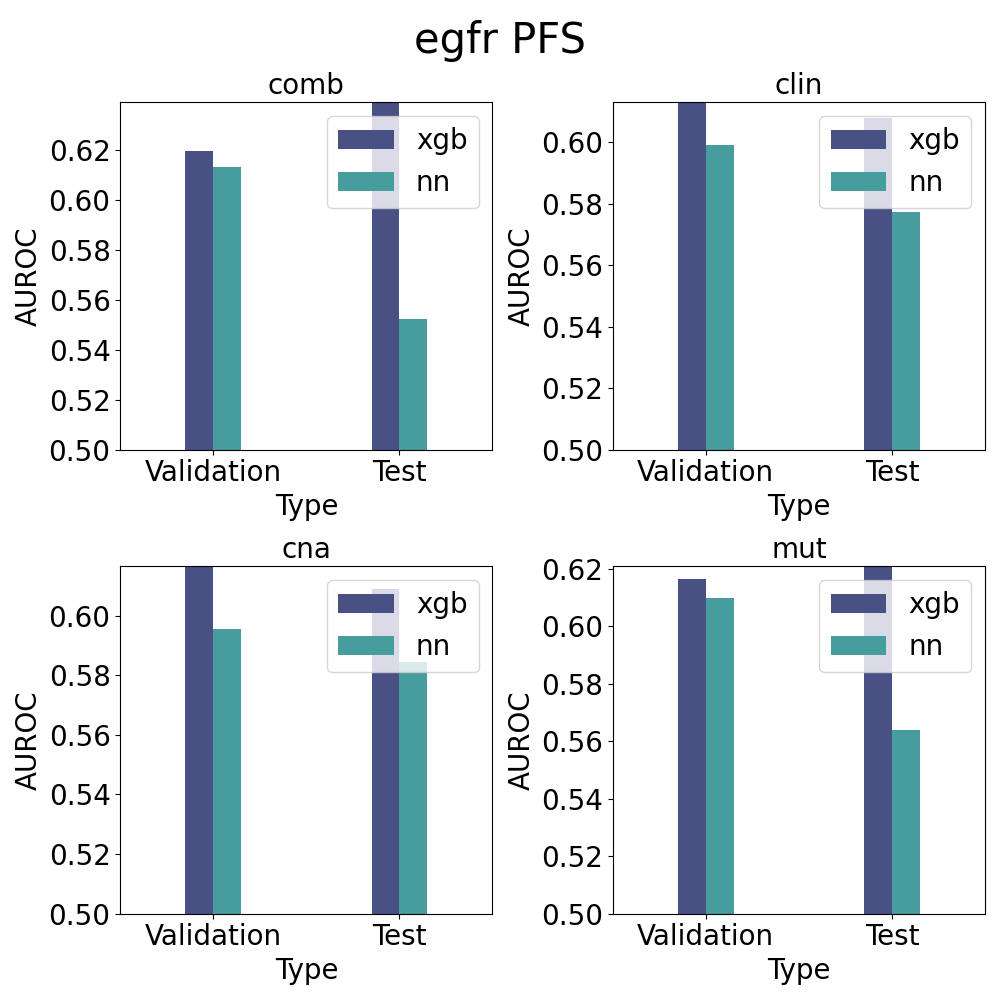 egfr PFS
comb
AUROC
0.62
0.60
0.58
0.56
0.54
0.52
0.50
xgb
nn
Validation
Test
Type
clin
AUROC
0.60
0.58
0.56
0.54
0.52
0.50
xgb
nn
Validation
Test
Type
cna
AUROC
0.60
0.58
0.56
0.54
0.52
0.50
xgb
nn
Validation
Test
Type
mut
AUROC
0.62
0.60
0.58
0.56
0.54
0.52
0.50
xgb
nn
Validation
Test
Type